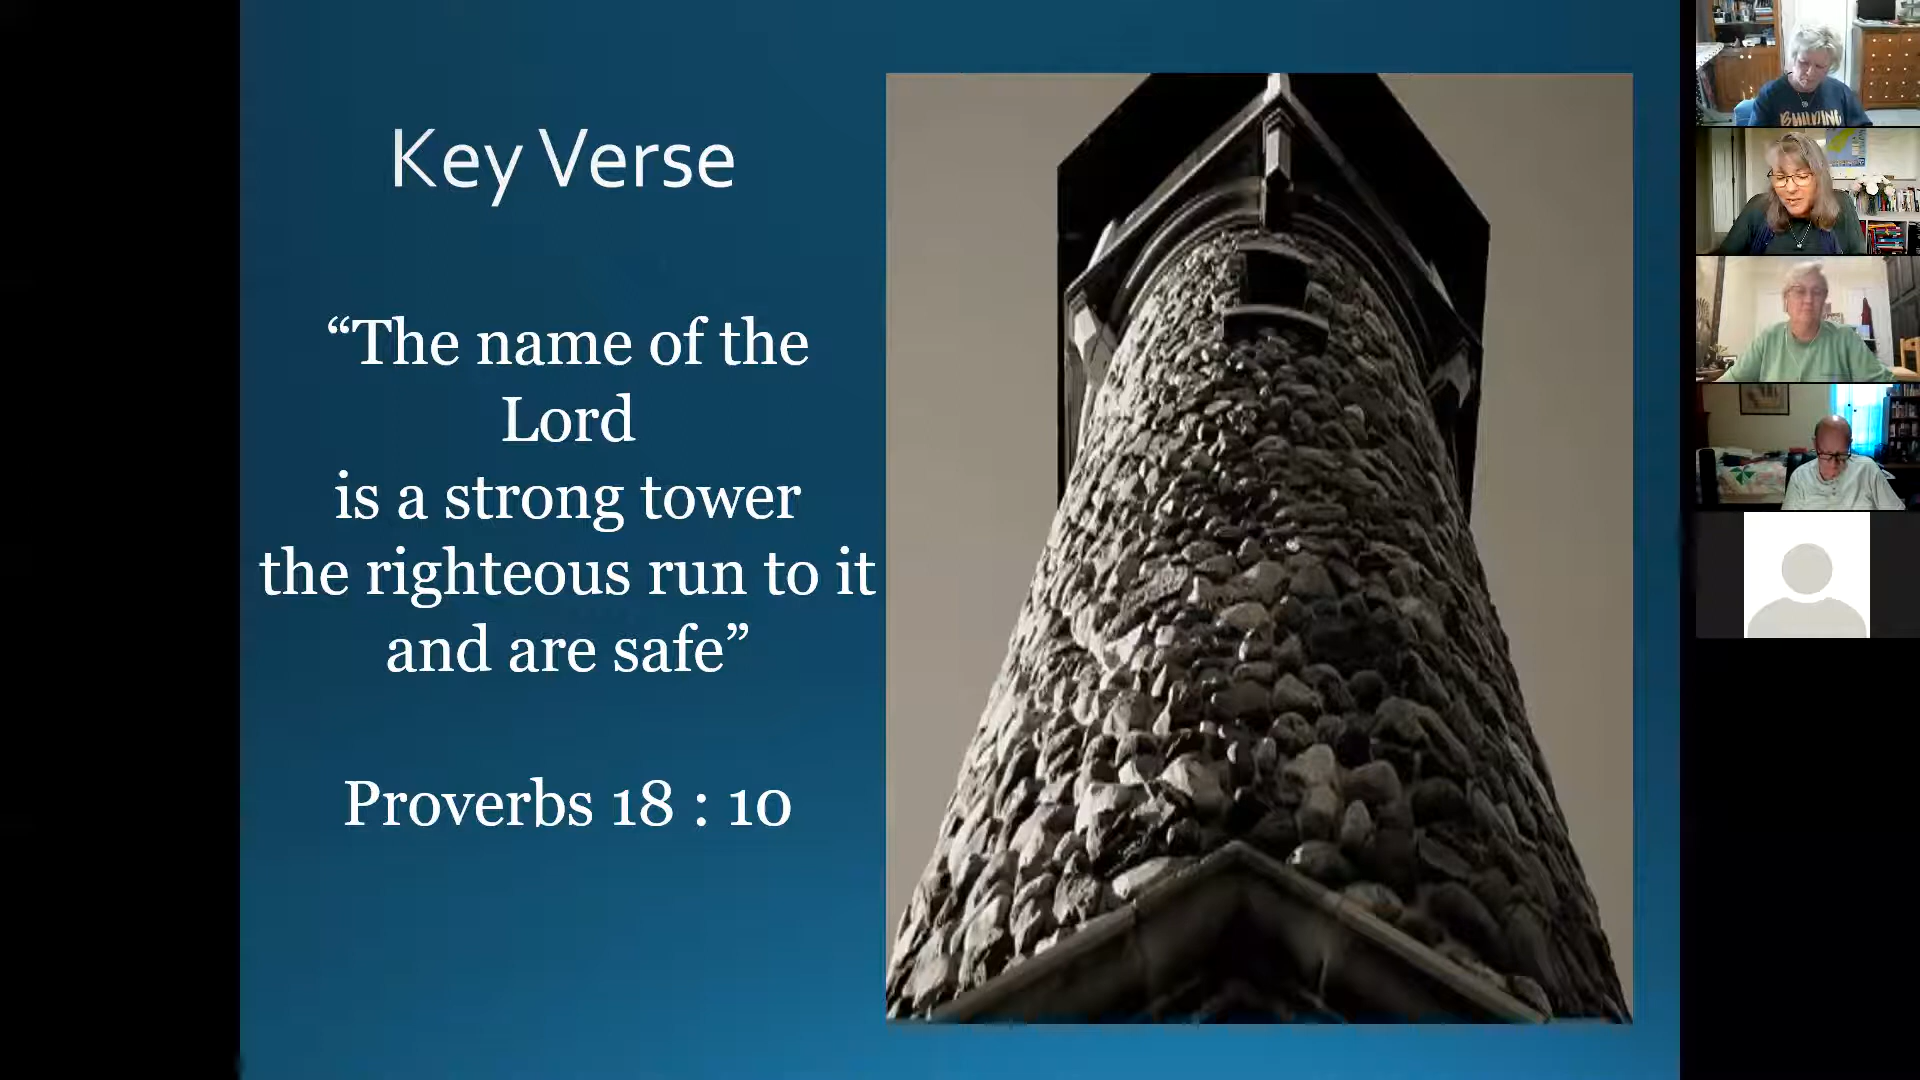 Key Verse
“The name of the
Lord
is a strong tower
the righteous run to it
and are safe”
Proverbs 18 : 10
BUILDING